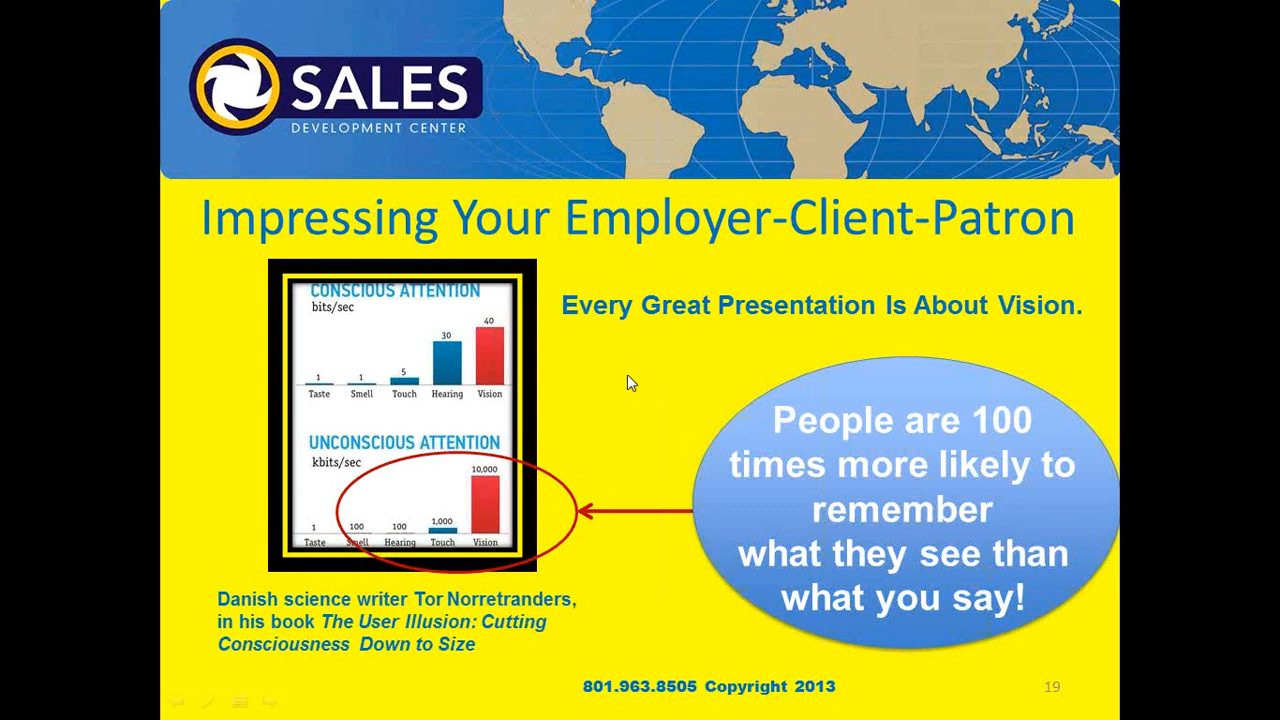 SALES
DEVELOPMENT CENTER
Impressing Your Employer-Client-Patron
CONSCIOUS ATTENTION
bits/sec
1 1 5 30 40
Taste Smell Touch Hearing Vision
UNCONSCIOUS ATTENTION
kbits/sec
1 100 100 1,000 10,000
Taste Smell Hearing Touch Vision
Every Great Presentation Is About Vision.
People are 100
times more likely to
remember
what they see than
what you say!
Danish science writer Tor Norretranders,
in his book The User Illusion: Cutting
Consciousness Down to Size
801.963.8505 Copyright 2013
19